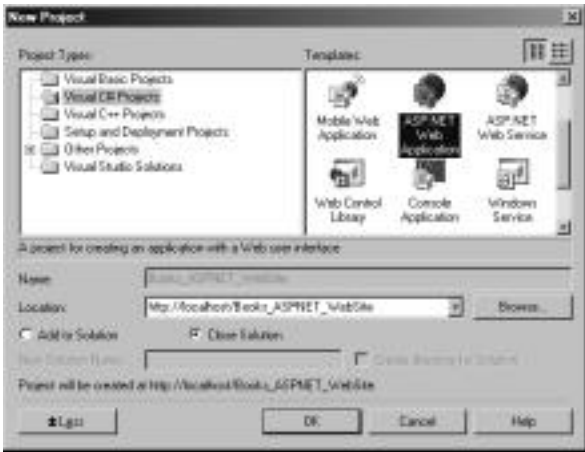 New Project
Project Types:
Templates:
Visual Basic Projects
Visual C# Projects
Visual C++ Projects
Setup and Deployment Projects
Other Projects
Visual Studio Solutions
Mobile Web Application
ASP.NET Web Application
ASP.NET Web Service
Web Control Library
Console Application
Windows Service
A project for creating an application with a Web user interface
Name:
Books_ASPNET_WebSite
Location:
http://localhost/Books_ASPNET_WebSite
Browse...
Add to Solution
Close Solution
New Solution Name:
Create directory for Solution
Project will be created at http://localhost/Books_ASPNET_WebSite.
Less
OK
Cancel
Help